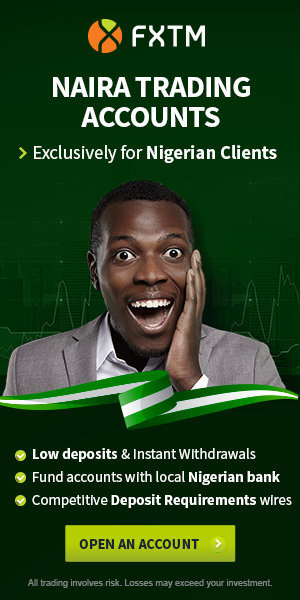 FXTM
NAIRA TRADING
ACCOUNTS
Exclusively for Nigerian Clients
Low deposits & Instant Withdrawals
Fund accounts with local Nigerian bank
Competitive Deposit Requirements wires
OPEN AN ACCOUNT
All trading involves risk. Losses may exceed your investment.